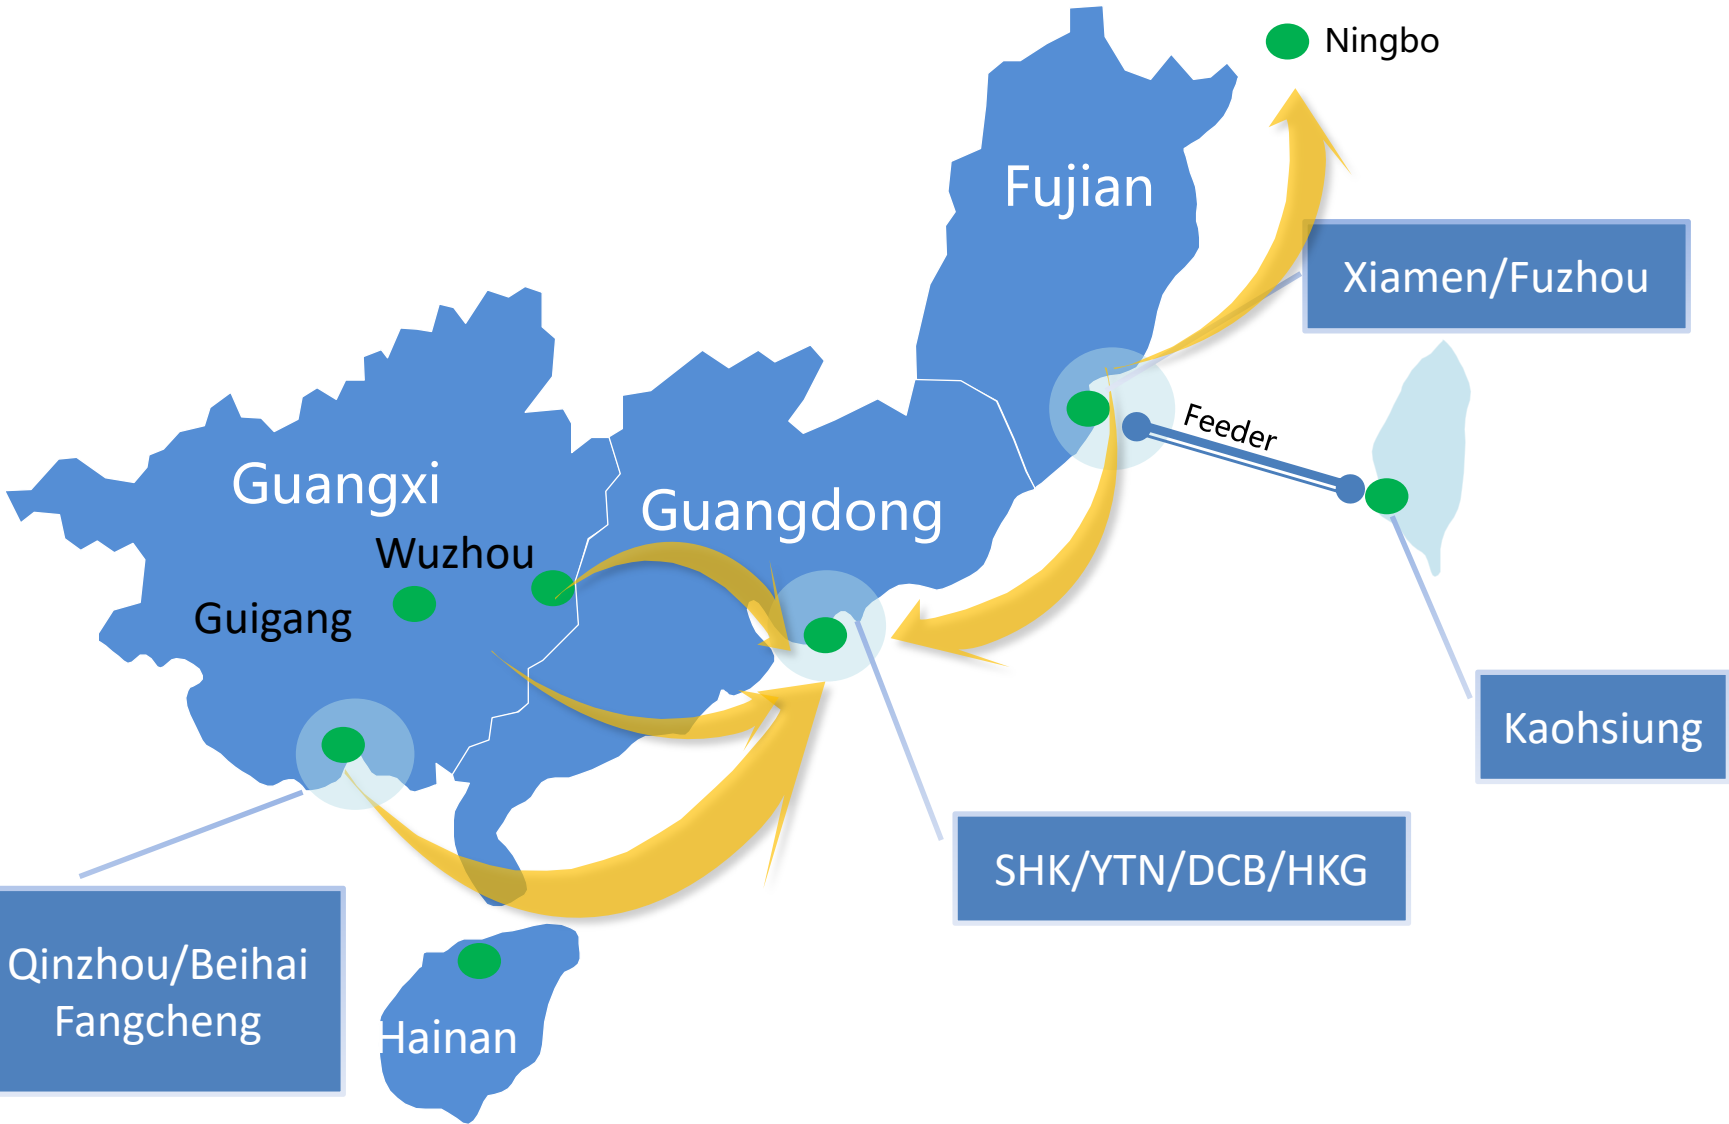 Ningbo
Fujian
Xiamen/Fuzhou
Feeder
Guangxi
Guangdong
Wuzhou
Guigang
Kaohsiung
SHK/YTN/DCB/HKG
Qinzhou/Beihai
Fangcheng
Hainan